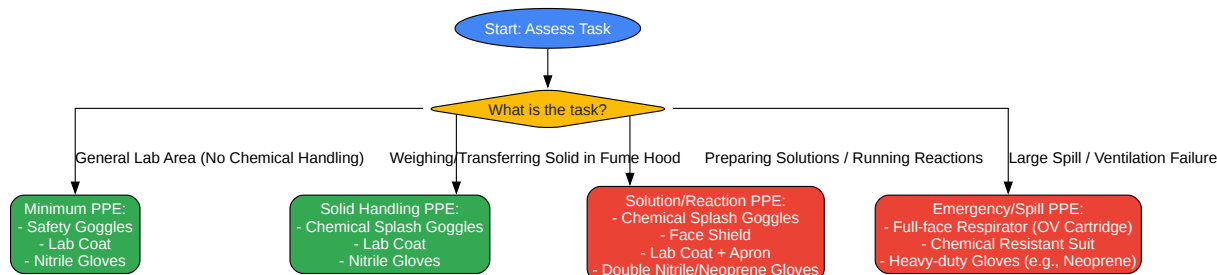 Start: Assess Task
What is the task?
General Lab Area (No Chemical Handling)
Weighing/Transferring Solid in Fume Hood
Preparing Solutions / Running Reactions
Large Spill / Ventilation Failure
Minimum PPE:
- Safety Goggles
- Lab Coat
- Nitrile Gloves
Solid Handling PPE:
- Chemical Splash Goggles
- Lab Coat
- Nitrile Gloves
Solution/Reaction PPE:
- Chemical Splash Goggles
- Face Shield
- Lab Coat + Apron
- Double Nitrile/Neoprene Gloves
Emergency/Spill PPE:
- Full-face Respirator (OV Cartridge)
- Chemical Resistant Suit
- Heavy-duty Gloves (e.g., Neoprene)